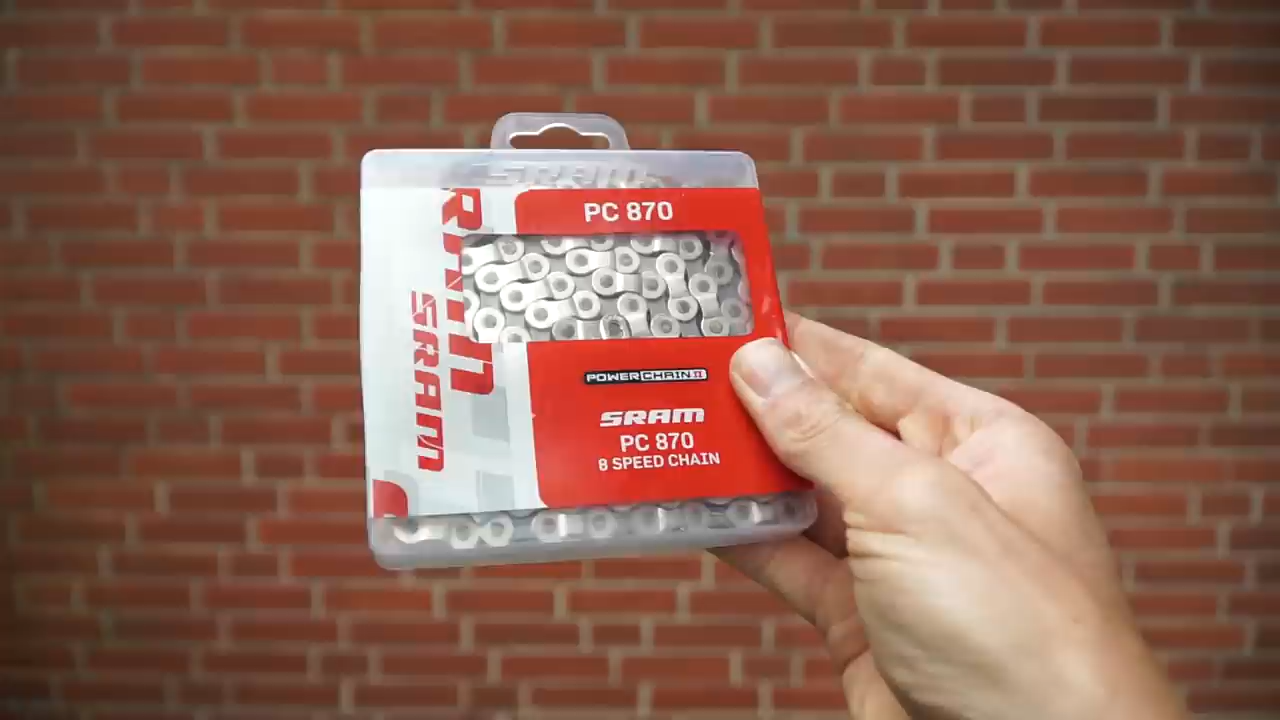 SRAM
PC 870
SRAM
SRAM
POWERCHAIN II
SRAM
PC 870
8 SPEED CHAIN